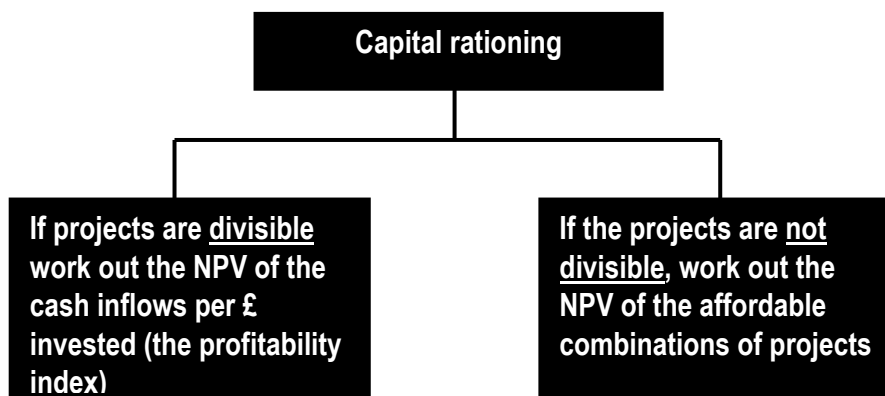 Capital rationing
If projects are divisible
work out the NPV of the
cash inflows per £
invested (the profitability
index)
If the projects are not
divisible, work out the
NPV of the affordable
combinations of projects